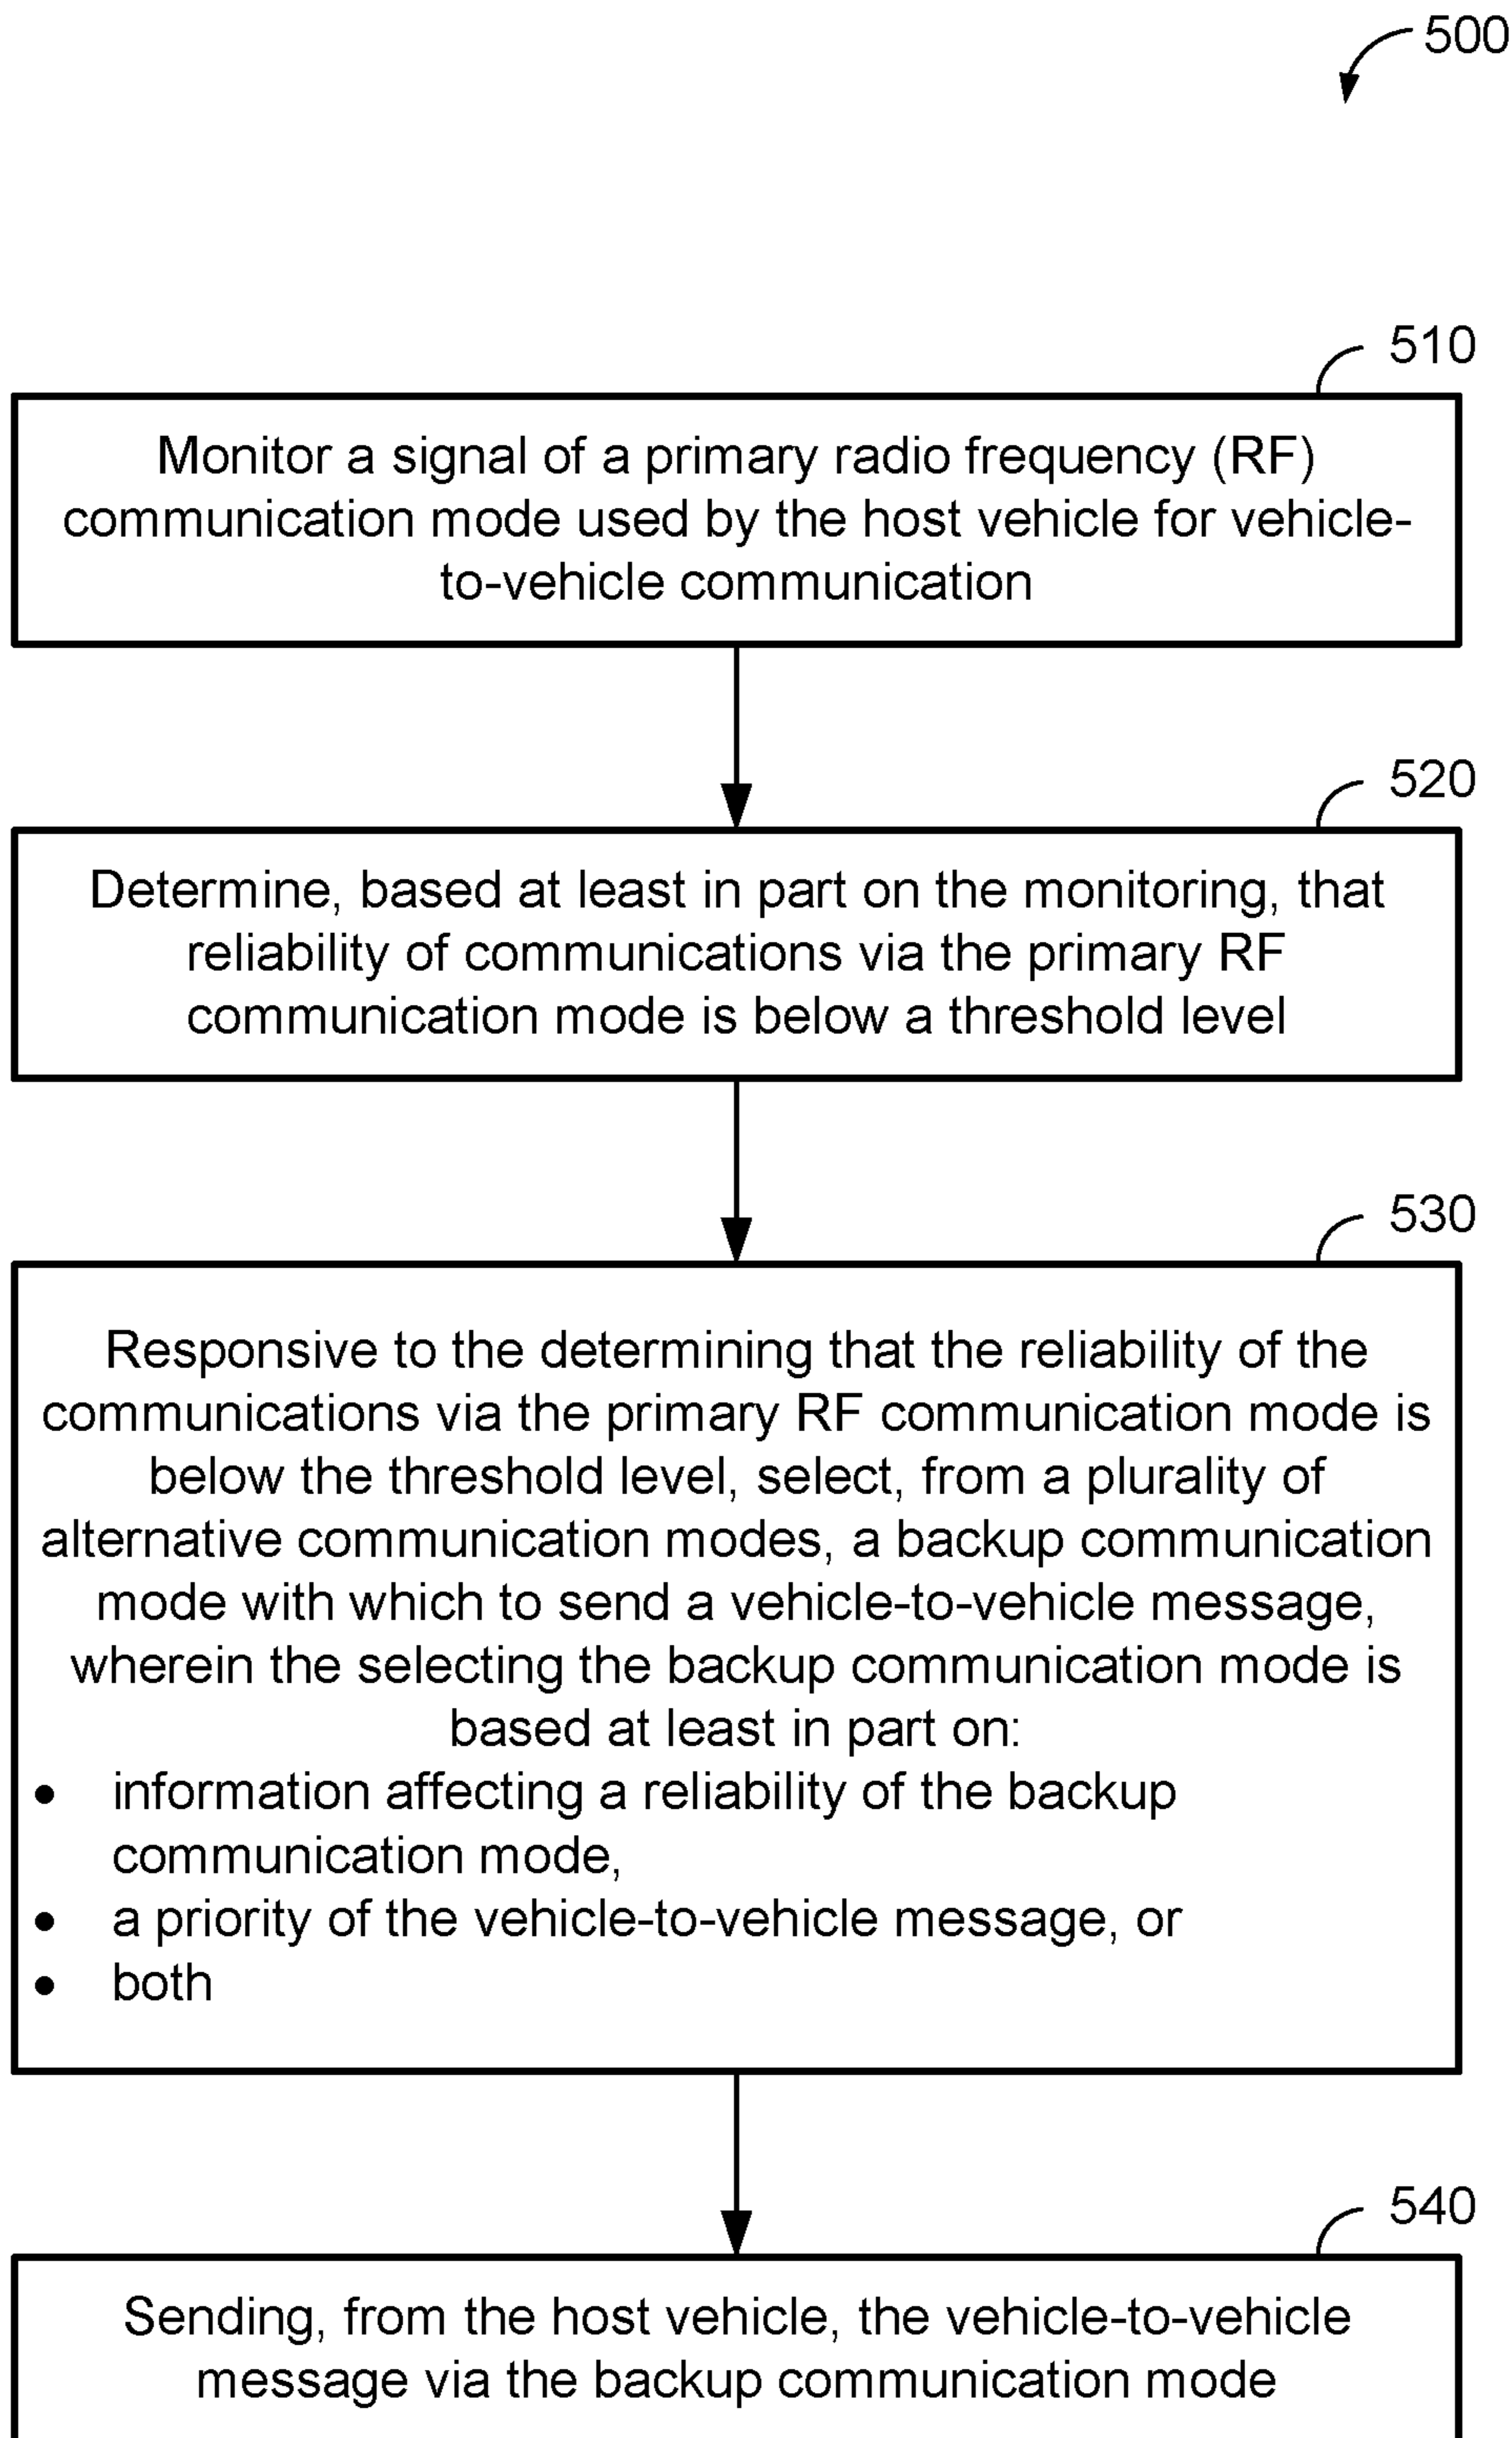 500
510
Monitor a signal of a primary radio frequency (RF)
communication mode used by the host vehicle for vehicle-
to-vehicle communication
520
Determine, based at least in part on the monitoring, that
reliability of communications via the primary RF
communication mode is below a threshold level
530
Responsive to the determining that the reliability of the
communications via the primary RF communication mode is
below the threshold level, select, from a plurality of
alternative communication modes, a backup communication
mode with which to send a vehicle-to-vehicle message,
wherein the selecting the backup communication mode is
based at least in part on:
• information affecting a reliability of the backup
communication mode,
• a priority of the vehicle-to-vehicle message, or
• both
540
Sending, from the host vehicle, the vehicle-to-vehicle
message via the backup communication mode